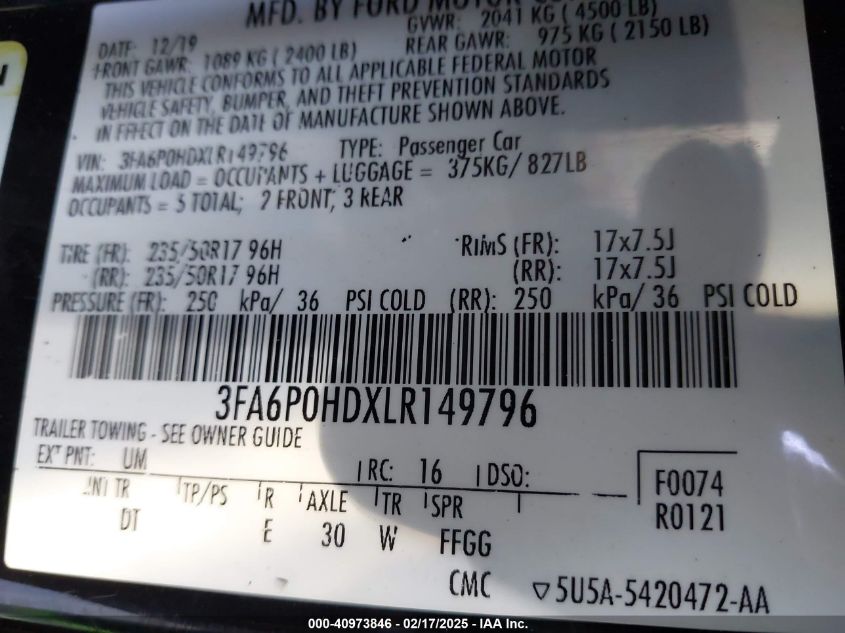 MFD. BY FORD MOTOR CO
DATE: 12/19 GVWR: 2041 KG ( 4500 LB)
FRONT GAWR: 1089 KG ( 2400 LB) REAR GAWR: 975 KG ( 2150 LB)
THIS VEHICLE CONFORMS TO ALL APPLICABLE FEDERAL MOTOR
VEHICLE SAFETY, BUMPER, AND THEFT PREVENTION STANDARDS
IN EFFECT ON THE DATE OF MANUFACTURE SHOWN ABOVE.
VIN: 3FA6P0HDXLR149796 TYPE: Passenger Car
MAXIMUM LOAD = OCCUPANTS + LUGGAGE = 375KG/ 827LB
OCCUPANTS = 5 TOTAL; 2 FRONT; 3 REAR
TIRE (FR): 235/50R17 96H RIMS (FR): 17x7.5J
(RR): 235/50R17 96H (RR): 17x7.5J
PRESSURE (FR): 250 kPa/ 36 PSI COLD (RR): 250 kPa/ 36 PSI COLD
3FA6P0HDXLR149796
TRAILER TOWING - SEE OWNER GUIDE
EXT PNT: UM RC: 16 DSO: F0074
INT TR TP/PS R AXLE TR SPR R0121
DT E 30 W FFGG
CMC ▽5U5A-5420472-AA
000-40973846 - 02/17/2025 - IAA Inc.